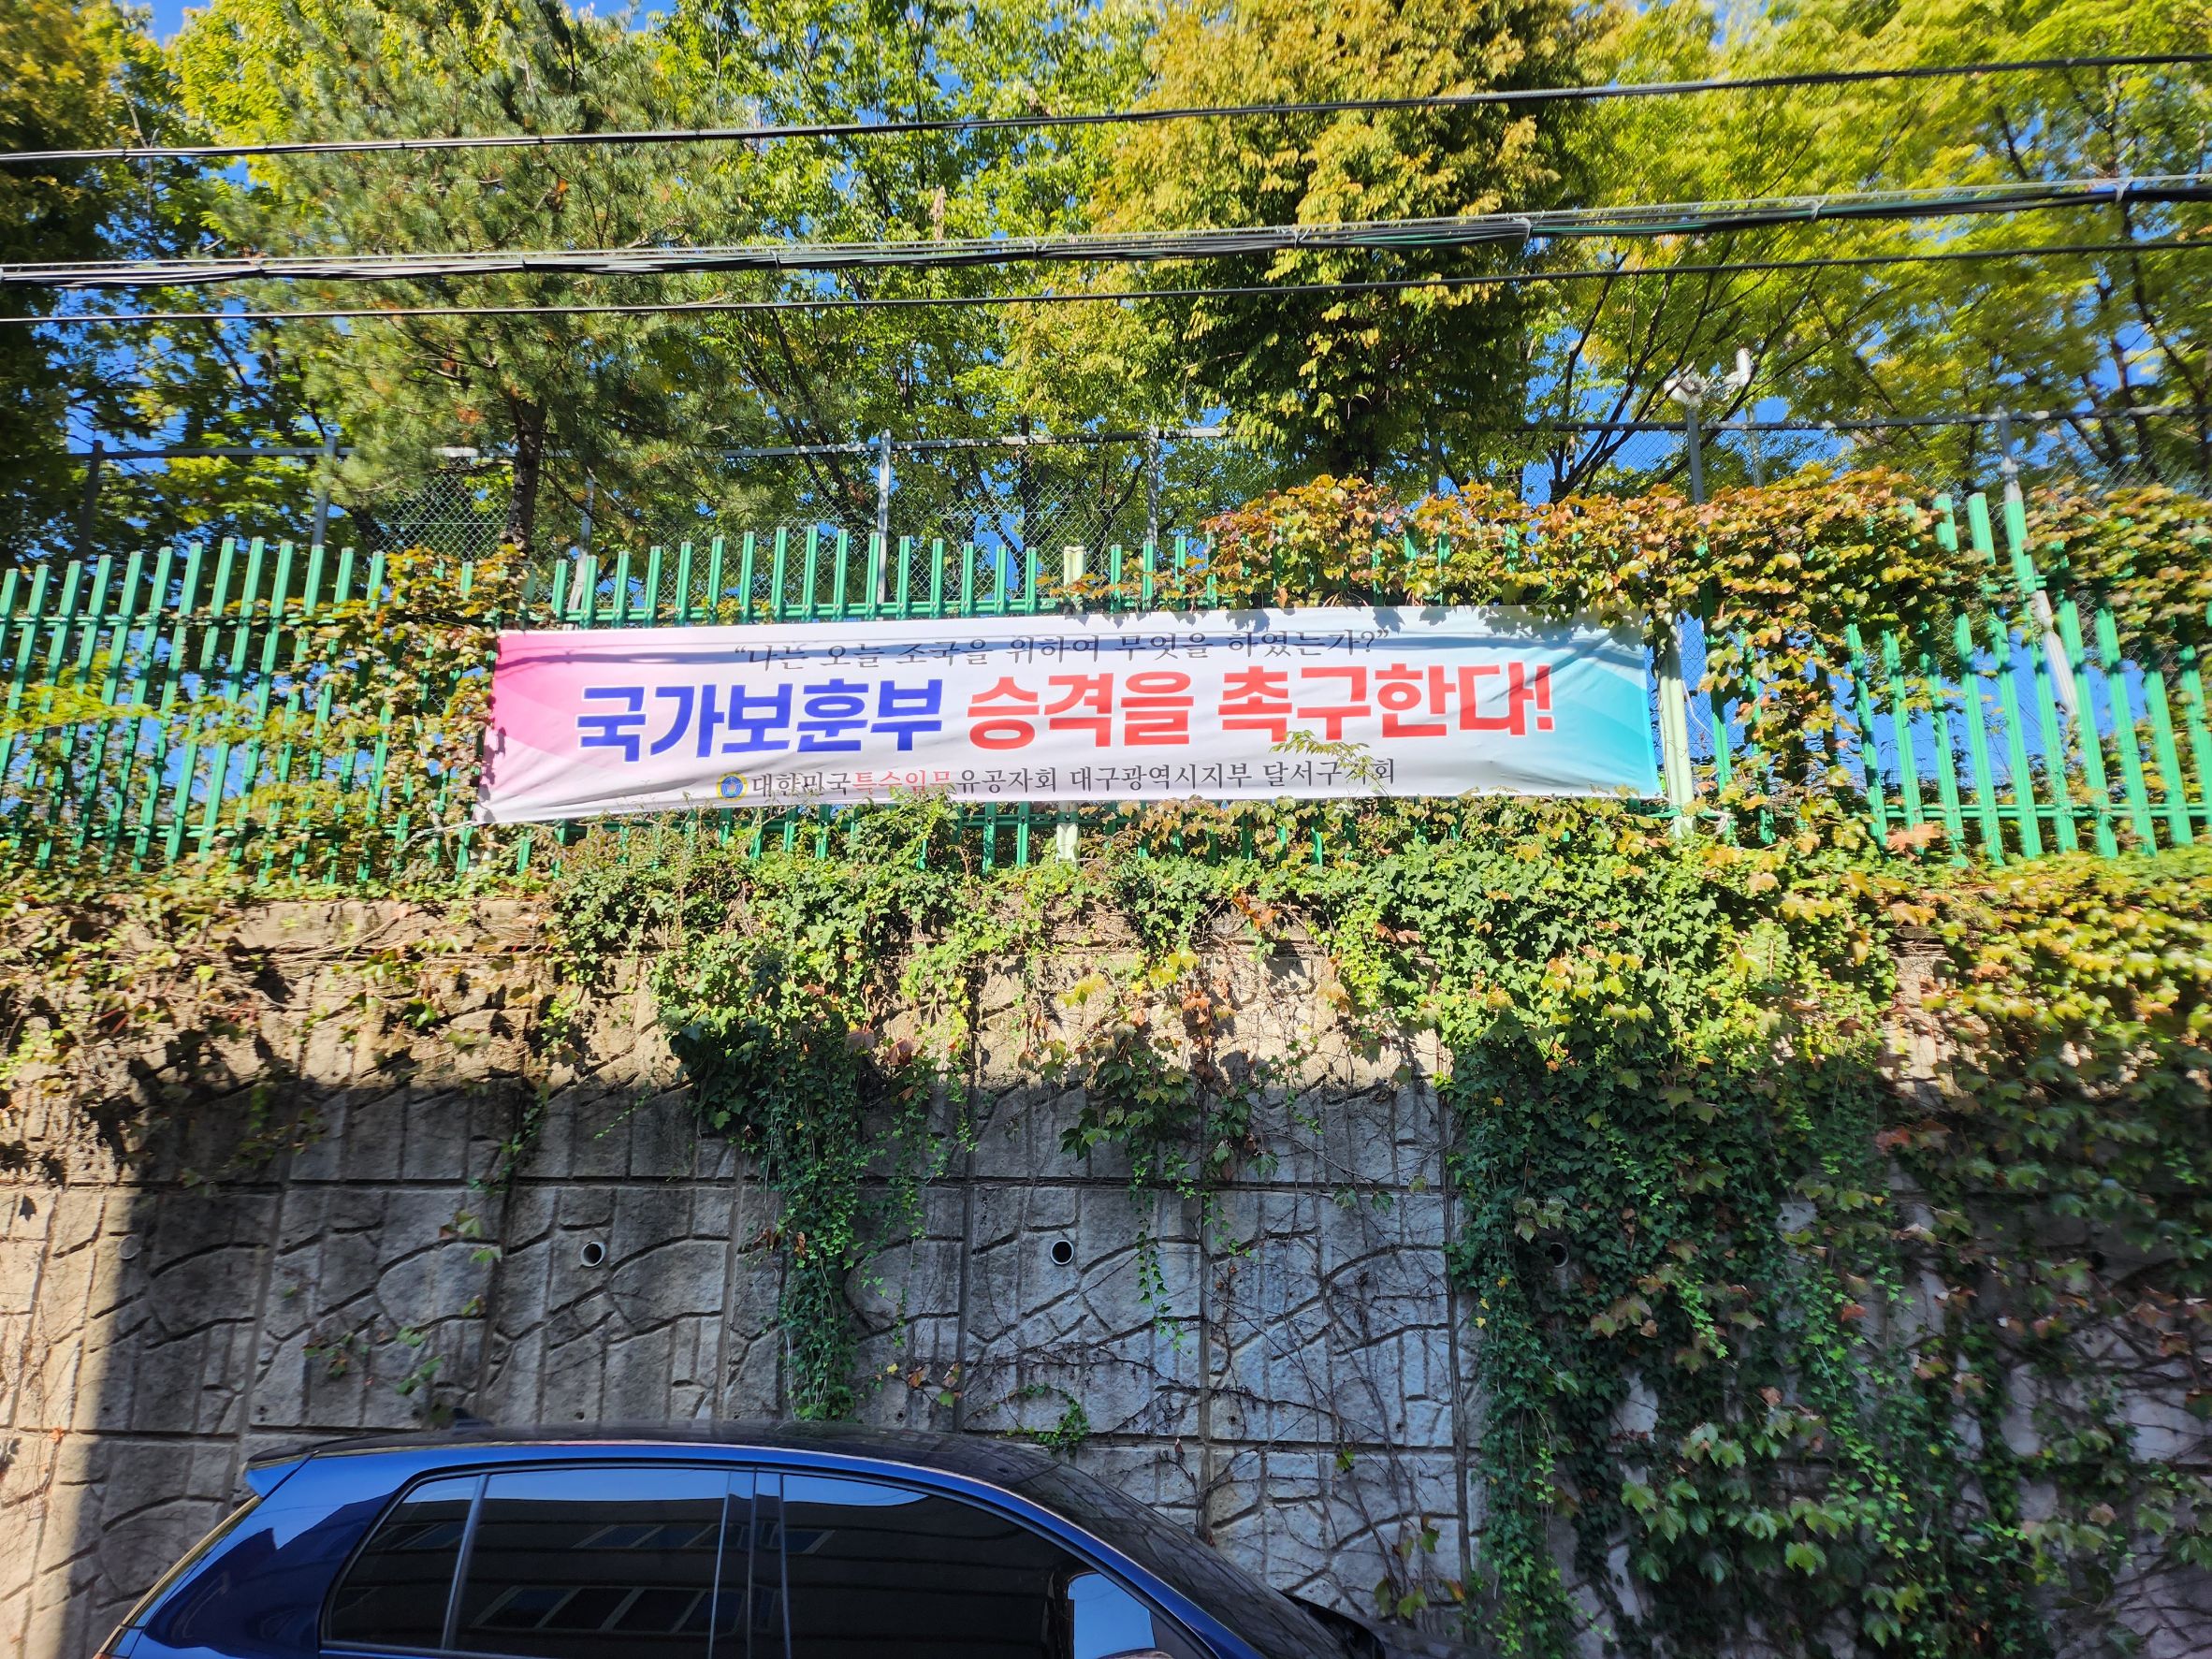 “나는 오늘 조국을 위하여 무엇을 하였는가?”
국가보훈부 승격을 촉구한다!
대한민국특수임무유공자회 대구광역시지부 달서구지회